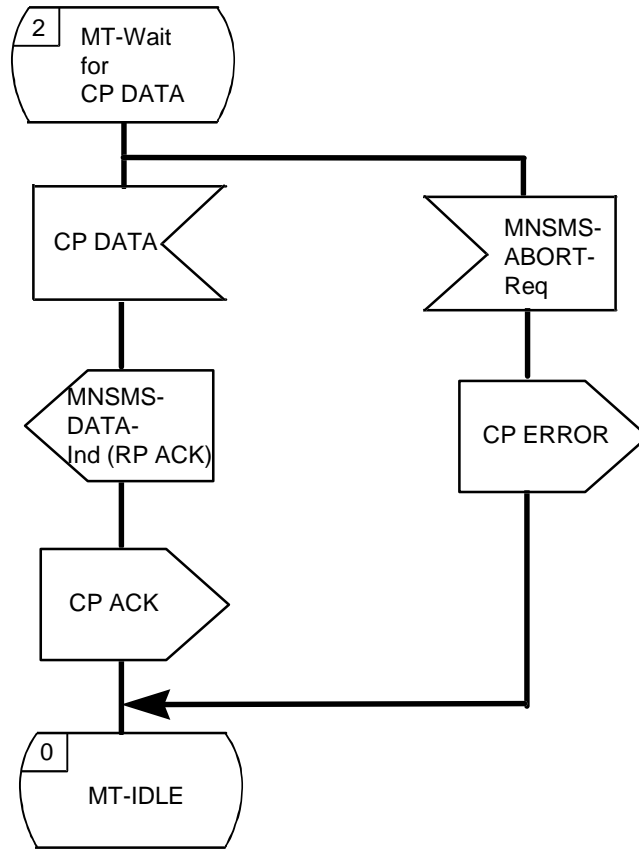 2
MT-Wait
for
CP DATA
CP DATA
MNSMS-
ABORT-
Req
MNSMS-
DATA-
Ind (RP ACK)
CP ERROR
CP ACK
0
MT-IDLE